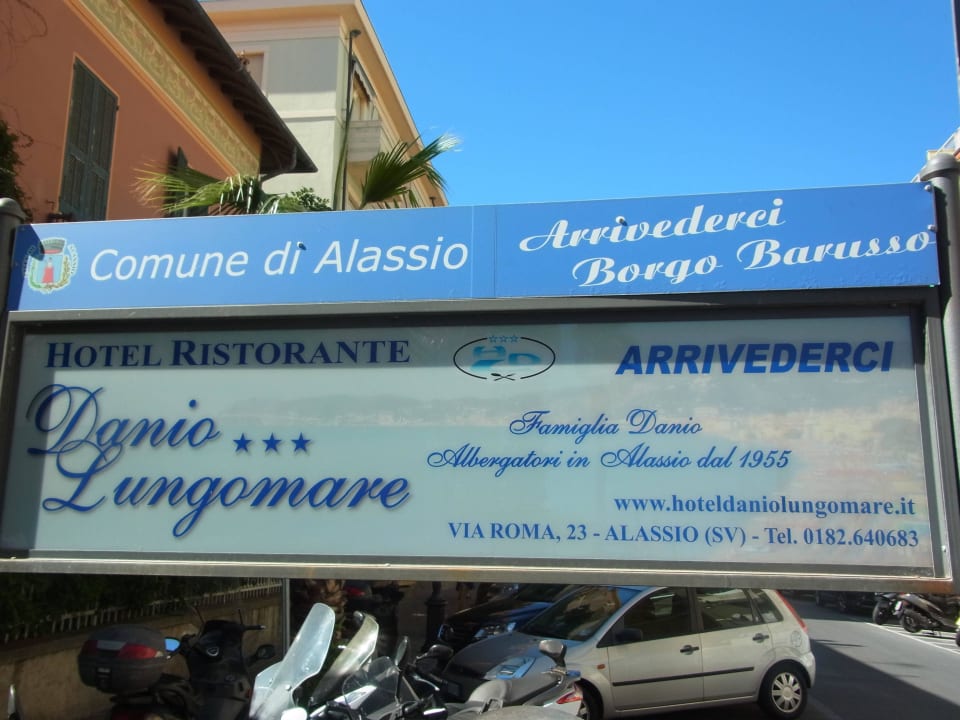 Comune di Alassio
Arrivederci
Borgo Barusso
HOTEL RISTORANTE
Danio
Lungomare
ARRIVEDERCI
Famiglia Danio
Albergatori in Alassio dal 1955
www.hoteldaniolungomare.it
VIA ROMA, 23 - ALASSIO (SV) - Tel. 0182.640683